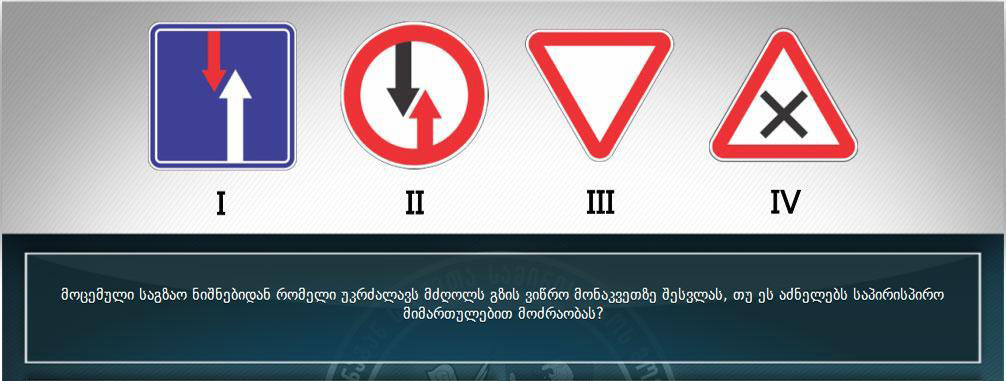 I II III IV
მოცემული საგზაო ნიშნებიდან რომელი უკრძალავს მძღოლს გზის ვიწრო მონაკვეთზე შესვლას, თუ ეს აძნელებს საპირისპირო
მიმართულებით მოძრაობას?